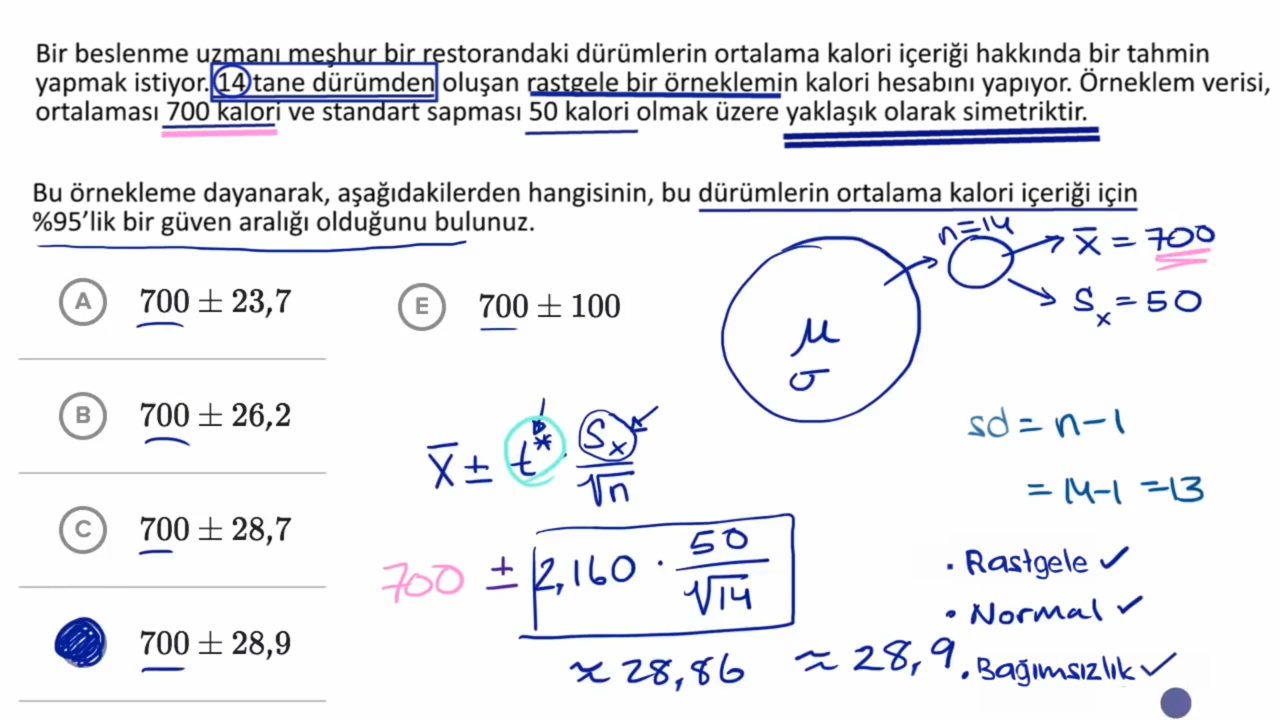 Bir beslenme uzmanı meşhur bir restorandaki dürümlerin ortalama kalori içeriği hakkında bir tahmin
yapmak istiyor. 14 tane dürümden oluşan rastgele bir örneklemin kalori hesabını yapıyor. Örneklem verisi,
ortalaması 700 kalori ve standart sapması 50 kalori olmak üzere yaklaşık olarak simetriktir.
Bu örnekleme dayanarak, aşağıdakilerden hangisinin, bu dürümlerin ortalama kalori içeriği için
%95'lik bir güven aralığı olduğunu bulunuz.
A 700 ± 23,7
B 700 ± 26,2
C 700 ± 28,7
700 ± 28,9
E 700 ± 100
n=14
x̄ = 700
Sx = 50
μ
σ
x̄ ± t* · Sx/√n
700 ± 2,160 · 50/√14
≈ 28,86 ≈ 28,9
sd = n-1
= 14-1 = 13
· Rastgele ✓
· Normal ✓
· Bağımsızlık ✓